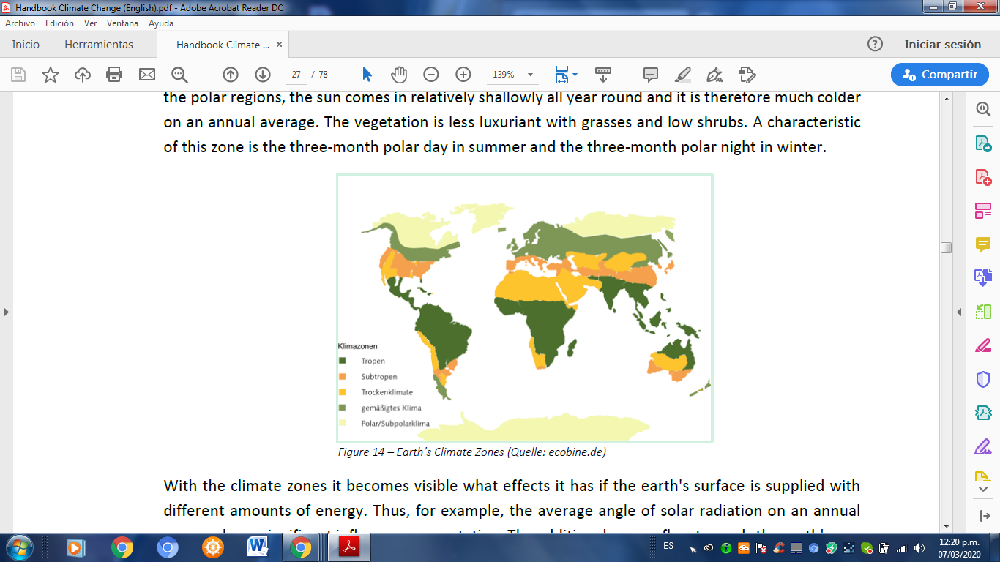 Handbook Climate Change (English).pdf - Adobe Acrobat Reader DC
Archivo Edición Ver Ventana Ayuda
Inicio Herramientas Handbook Climate ... Iniciar sesión
27 / 78 139% Compartir
the polar regions, the sun comes in relatively shallowly all year round and it is therefore much colder
on an annual average. The vegetation is less luxuriant with grasses and low shrubs. A characteristic
of this zone is the three-month polar day in summer and the three-month polar night in winter.
Klimazonen
Tropen
Subtropen
Trockenklimate
gemäßigtes Klima
Polar/Subpolarklima
Figure 14 – Earth's Climate Zones (Quelle: ecobine.de)
With the climate zones it becomes visible what effects it has if the earth's surface is supplied with
different amounts of energy. Thus, for example, the average angle of solar radiation on an annual
ES
12:20 p.m.
07/03/2020